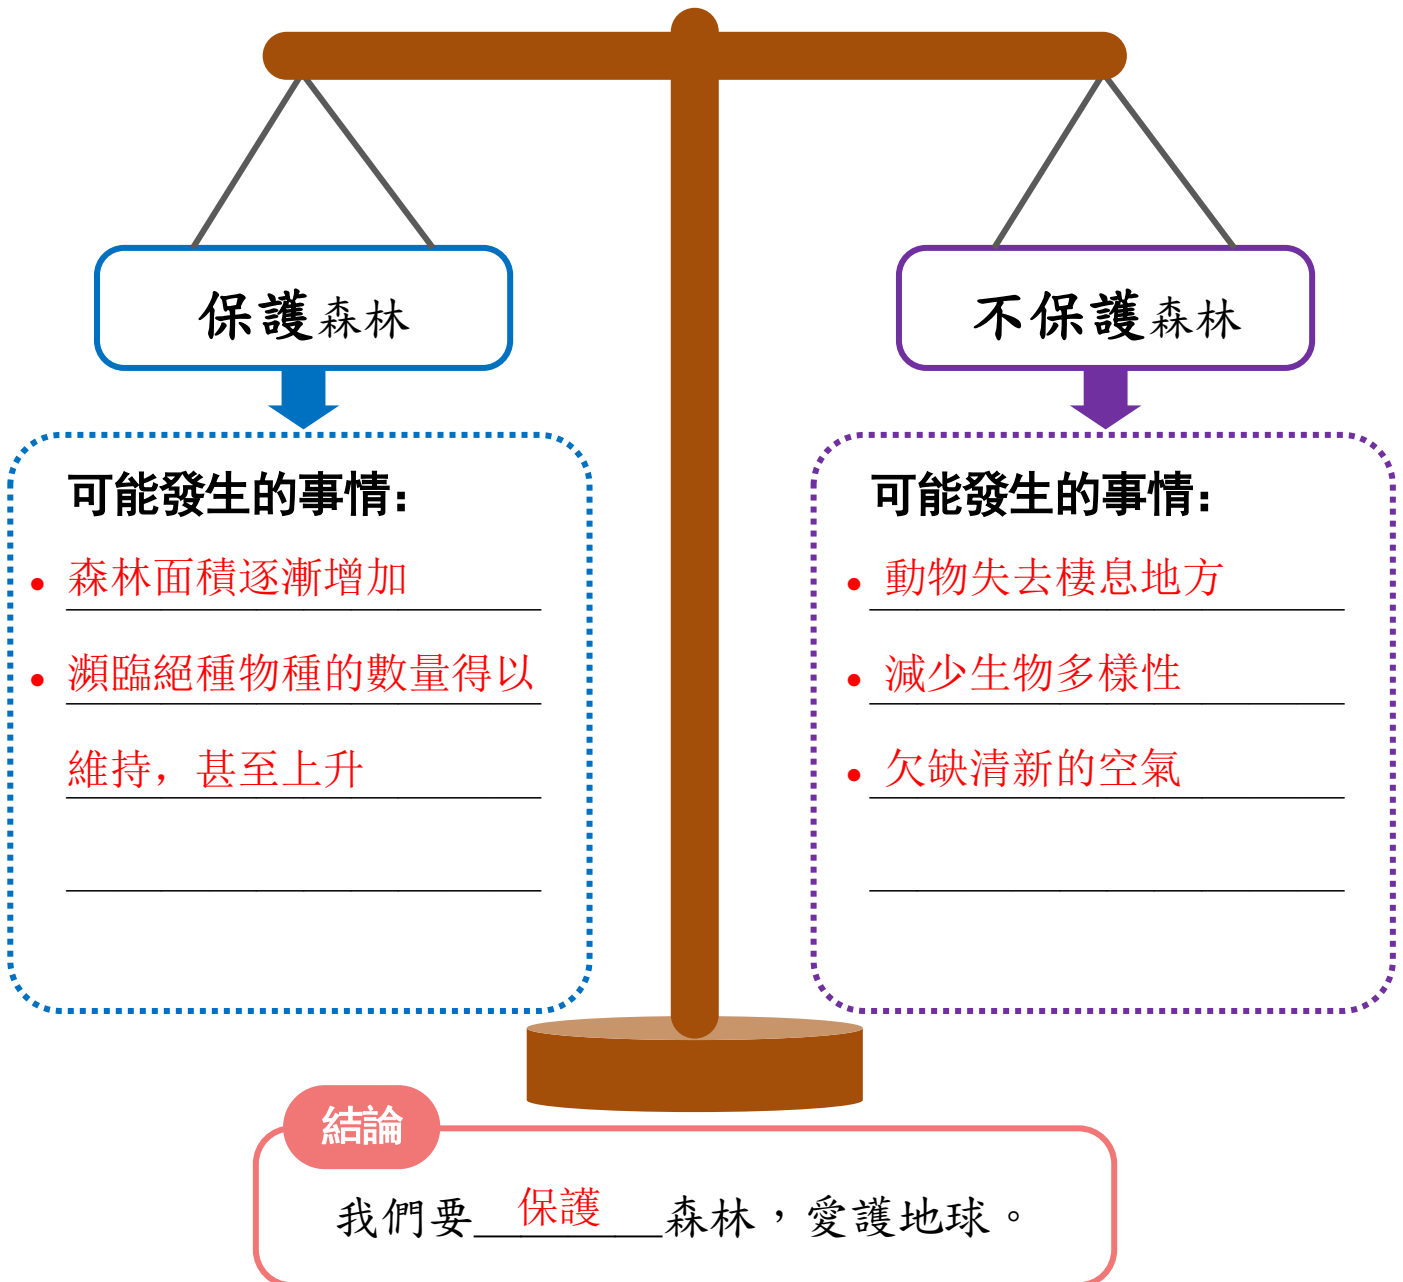 保護森林
可能發生的事情：
• 森林面積逐漸增加
• 瀕臨絕種物種的數量得以
維持，甚至上升
不保護森林
可能發生的事情：
• 動物失去棲息地方
• 減少生物多樣性
• 欠缺清新的空氣
結論
我們要 保護 森林，愛護地球。